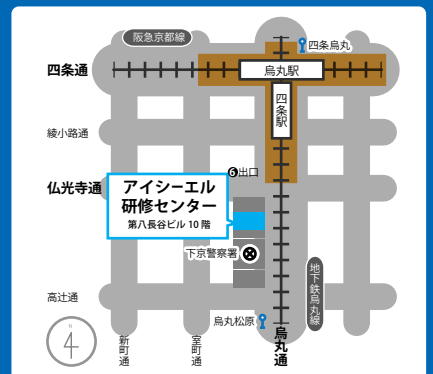 阪急京都線
四条烏丸
四条通
烏丸駅
四条駅
綾小路通
❻出口
仏光寺通
アイシーエル
研修センター
第八長谷ビル 10 階
下京警察署
地下鉄烏丸線
高辻通
烏丸松原
N
新町通
室町通
烏丸通